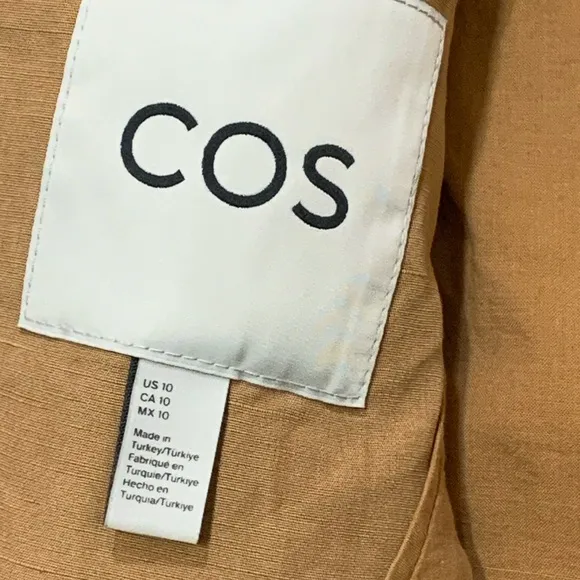 COS
US 10
CA 10
MX 10
Made in
Turkey/Türkiye
Fabriqué en
Turquie/Türkiye
Hecho en
Turquía/Türkiye